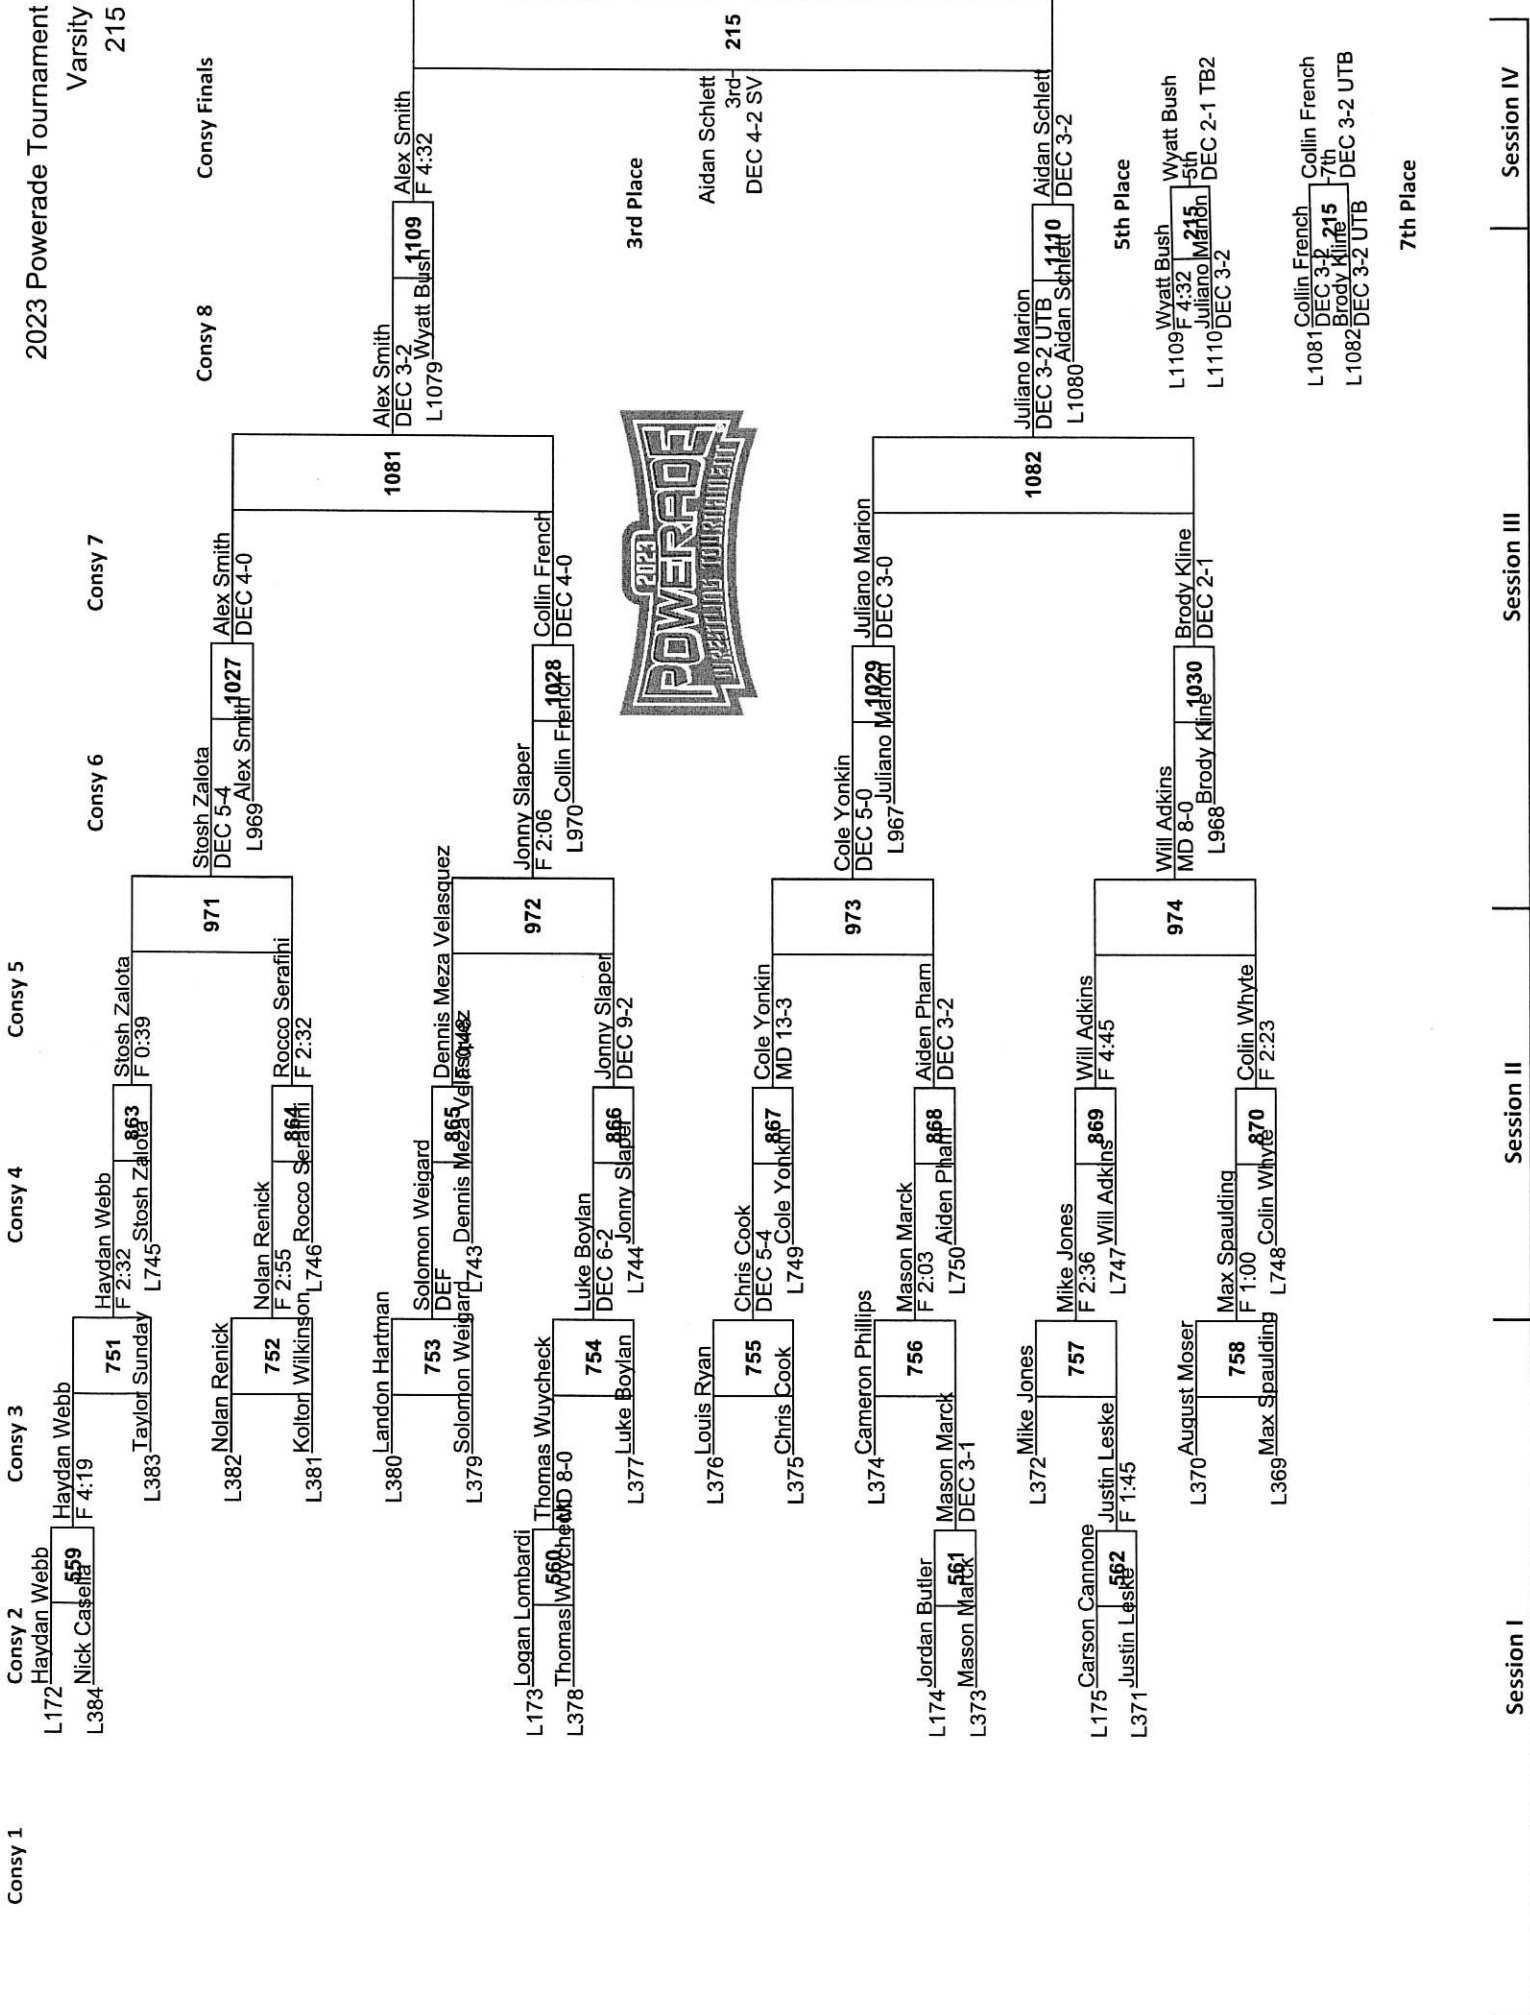 2023 Powerade Tournament
Varsity
215
Consy 1
Consy 2
Consy 3
Consy 4
Consy 5
Consy 6
Consy 7
Consy 8
Consy Finals
L172 Haydan Webb
559
L384 Nick Casella
Haydan Webb
F 4:19
751
L383 Taylor Sunday
Haydan Webb
F 2:32
863
L745 Stosh Zalota
Stosh Zalota
F 0:39
L382 Nolan Renick
752
L381 Kolton Wilkinson
Nolan Renick
F 2:55
864
L746 Rocco Serafini
Rocco Serafini
F 2:32
971
Stosh Zalota
DEC 5-4
1027
L969 Alex Smith
Alex Smith
DEC 4-0
L380 Landon Hartman
753
L379 Solomon Weigard
Solomon Weigard
DEF
865
L743 Dennis Meza Velasquez
Dennis Meza Velasquez
F 0:48
L173 Logan Lombardi
560
L378 Thomas Wuycheck
Thomas Wuycheck
MD 8-0
754
L377 Luke Boylan
Luke Boylan
DEC 6-2
866
L744 Jonny Slaper
Jonny Slaper
DEC 9-2
972
Jonny Slaper
F 2:06
1028
L970 Collin French
Collin French
DEC 4-0
1081
Alex Smith
DEC 3-2
1109
L1079 Wyatt Bush
Alex Smith
F 4:32
2023
POWERADE
WRESTLING TOURNAMENT
L376 Louis Ryan
755
L375 Chris Cook
Chris Cook
DEC 5-4
867
L749 Cole Yonkin
Cole Yonkin
MD 13-3
L374 Cameron Phillips
756
L174 Jordan Butler
561
L373 Mason Marck
Mason Marck
DEC 3-1
Mason Marck
F 2:03
868
L750 Aiden Pham
Aiden Pham
DEC 3-2
973
Cole Yonkin
DEC 5-0
1029
L967 Juliano Marion
Juliano Marion
DEC 3-0
L372 Mike Jones
757
L175 Carson Cannone
562
L371 Justin Leske
Justin Leske
F 1:45
Mike Jones
F 2:36
869
L747 Will Adkins
Will Adkins
F 4:45
L370 August Moser
758
L369 Max Spaulding
Max Spaulding
F 1:00
870
L748 Colin Whyte
Colin Whyte
F 2:23
974
Will Adkins
MD 8-0
1030
L968 Brody Kline
Brody Kline
DEC 2-1
1082
Juliano Marion
DEC 3-2 UTB
1110
L1080 Aidan Schlett
Aidan Schlett
DEC 3-2
215
Aidan Schlett
3rd
DEC 4-2 SV
3rd Place
5th Place
L1109 Wyatt Bush
F 4:32
215
L1110 Juliano Marion
DEC 3-2
Wyatt Bush
5th
DEC 2-1 TB2
L1081 Collin French
DEC 3-2
215
L1082 Brody Kline
DEC 3-2 UTB
Collin French
7th
DEC 3-2 UTB
7th Place
Session I
Session II
Session III
Session IV